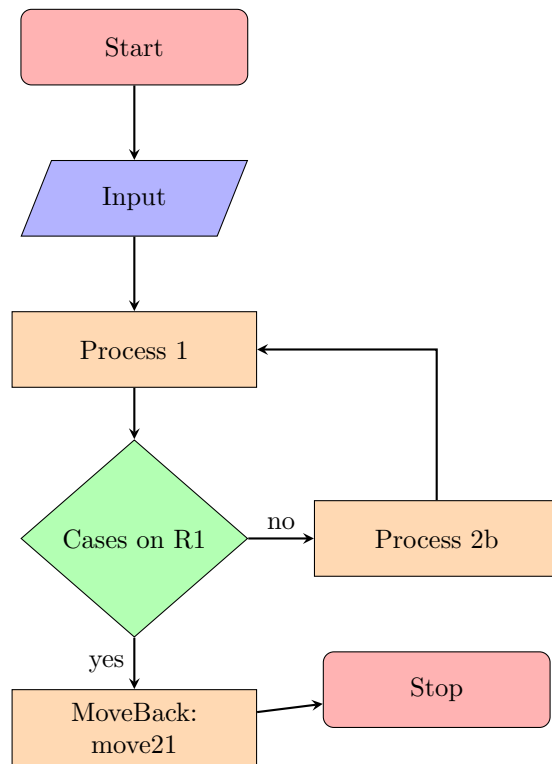 Start
Input
Process 1
Cases on R1
no
Process 2b
yes
MoveBack:
move21
Stop